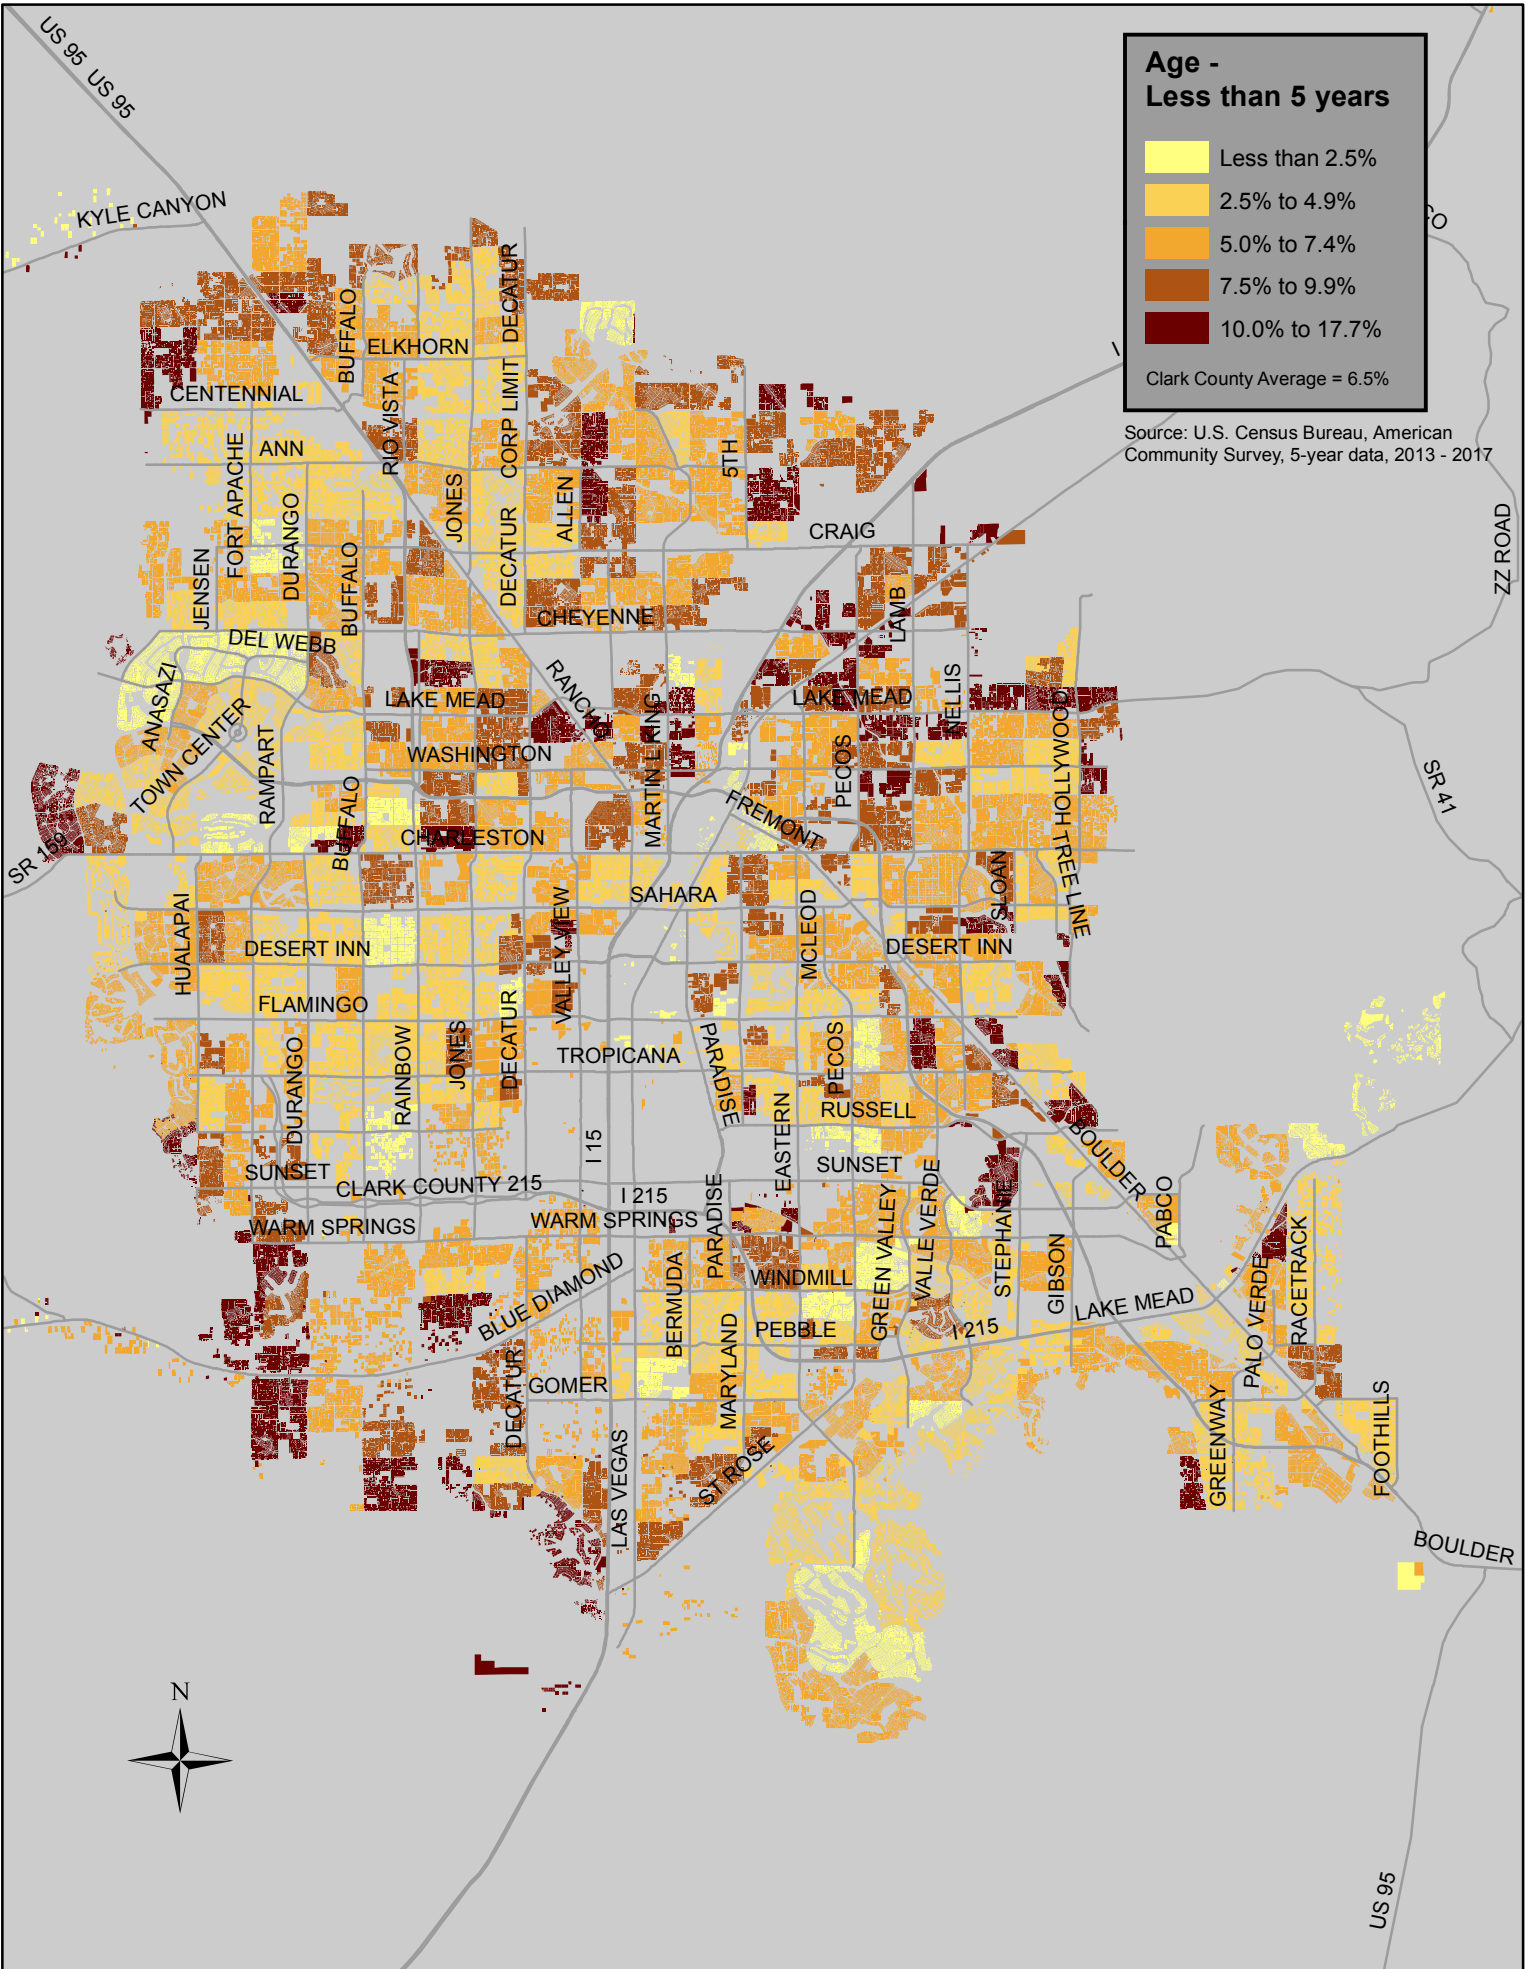 US 95
US 95
Age -
Less than 5 years
Less than 2.5%
2.5% to 4.9%
5.0% to 7.4%
7.5% to 9.9%
10.0% to 17.7%
Clark County Average = 6.5%
Source: U.S. Census Bureau, American
Community Survey, 5-year data, 2013 - 2017
KYLE CANYON
CO
I
DECATUR
BUFFALO
ELKHORN
CENTENNIAL
RIO VISTA
CORP LIMIT
ANN
5TH
FORT APACHE
JONES
ALLEN
CRAIG
DURANGO
DECATUR
JENSEN
BUFFALO
ZZ ROAD
CHEYENNE
LAMB
DEL WEBB
ANASAZI
LAKE MEAD
RANCHO
LAKE MEAD
NELLIS
MARTIN L KING
HOLLYWOOD
TOWN CENTER
RAMPART
WASHINGTON
PECOS
SR 41
BUFFALO
CHARLESTON
FREMONT
SR 159
TREE LINE
SAHARA
SLOAN
HUALAPAI
VALLEY VIEW
MCLEOD
DESERT INN
DESERT INN
FLAMINGO
DECATUR
DURANGO
RAINBOW
JONES
TROPICANA
PARADISE
PECOS
RUSSELL
EASTERN
BOULDER
I 15
SUNSET
SUNSET
CLARK COUNTY 215
I 215
PARADISE
GREEN VALLEY
VALLE VERDE
STEPHANIE
PABCO
WARM SPRINGS
WARM SPRINGS
RACETRACK
GIBSON
BERMUDA
WINDMILL
BLUE DIAMOND
LAKE MEAD
PALO VERDE
PEBBLE
I 215
MARYLAND
DECATUR
GOMER
GREENWAY
FOOTHILLS
LAS VEGAS
ST ROSE
BOULDER
N
US 95